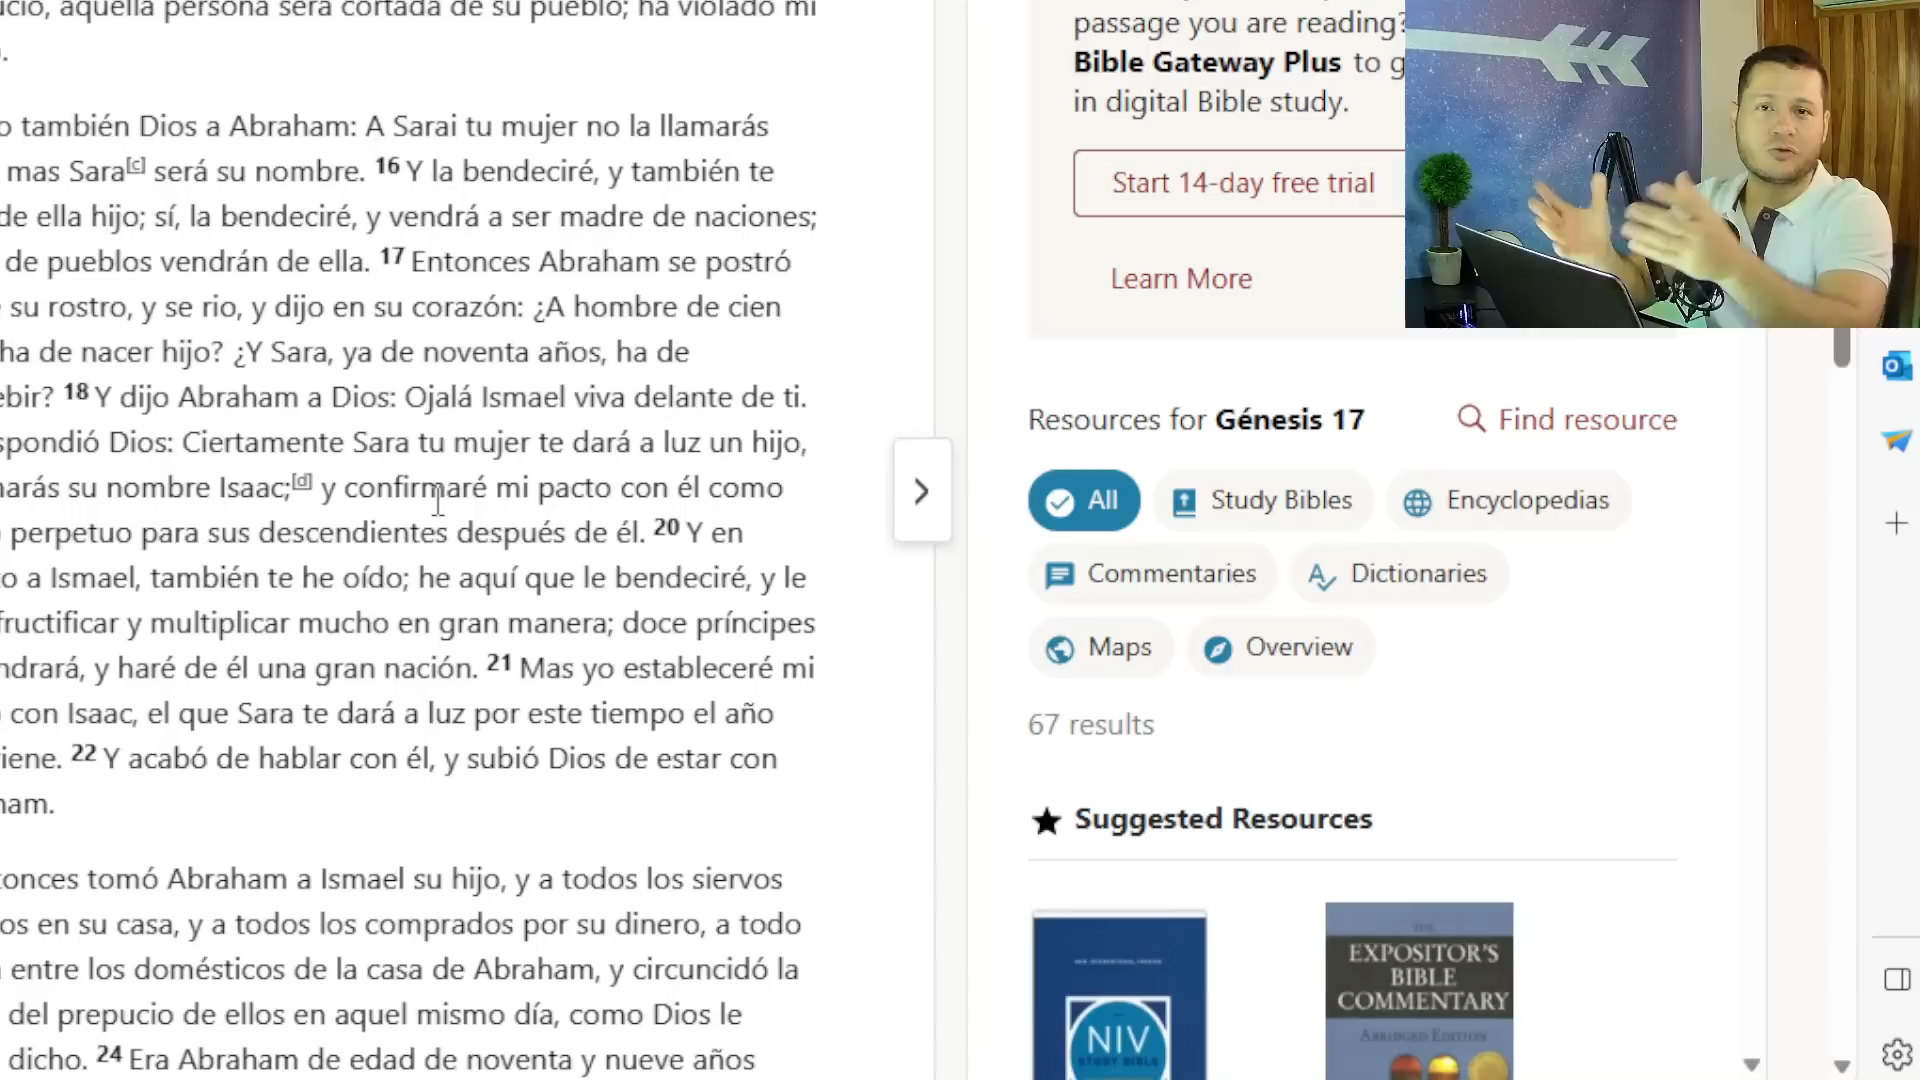 ucio, aquella persona será cortada de su pueblo; ha violado mi
o.
o también Dios a Abraham: A Sarai tu mujer no la llamarás
mas Sara[c] será su nombre. 16 Y la bendeciré, y también te
de ella hijo; sí, la bendeciré, y vendrá a ser madre de naciones;
de pueblos vendrán de ella. 17 Entonces Abraham se postró
su rostro, y se rio, y dijo en su corazón: ¿A hombre de cien
ha de nacer hijo? ¿Y Sara, ya de noventa años, ha de
ebir? 18 Y dijo Abraham a Dios: Ojalá Ismael viva delante de ti.
spondió Dios: Ciertamente Sara tu mujer te dará a luz un hijo,
narás su nombre Isaac;[d] y confirmaré mi pacto con él como
perpetuo para sus descendientes después de él. 20 Y en
to a Ismael, también te he oído; he aquí que le bendeciré, y le
fructificar y multiplicar mucho en gran manera; doce príncipes
ndrará, y haré de él una gran nación. 21 Mas yo estableceré mi
con Isaac, el que Sara te dará a luz por este tiempo el año
iene. 22 Y acabó de hablar con él, y subió Dios de estar con
ham.
tonces tomó Abraham a Ismael su hijo, y a todos los siervos
os en su casa, y a todos los comprados por su dinero, a todo
entre los domésticos de la casa de Abraham, y circuncidó la
del prepucio de ellos en aquel mismo día, como Dios le
dicho. 24 Era Abraham de edad de noventa y nueve años
passage you are reading?
Bible Gateway Plus to g
in digital Bible study.
Start 14-day free trial
Learn More
Resources for Génesis 17
Find resource
All
Study Bibles
Encyclopedias
Commentaries
Dictionaries
Maps
Overview
67 results
Suggested Resources
NIV
STUDY BIBLE
THE
EXPOSITOR'S
BIBLE
COMMENTARY
ABRIDGED EDITION